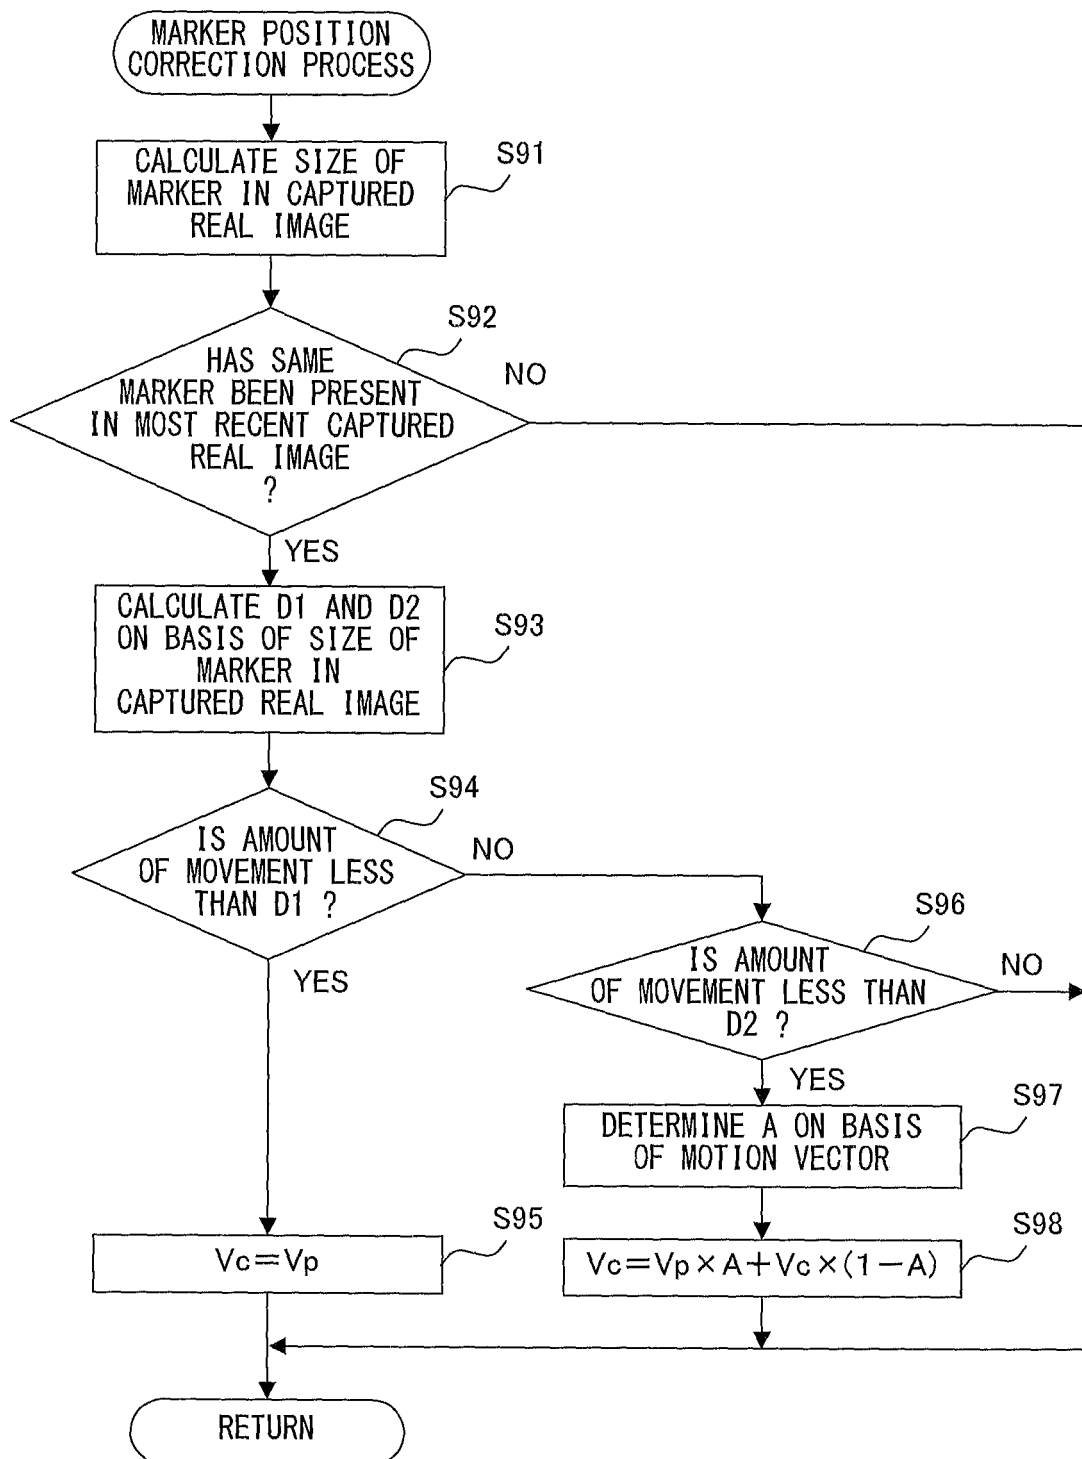 MARKER POSITION
CORRECTION PROCESS
CALCULATE SIZE OF
MARKER IN CAPTURED
REAL IMAGE
S91
HAS SAME
MARKER BEEN PRESENT
IN MOST RECENT CAPTURED
REAL IMAGE
?
S92
NO
YES
CALCULATE D1 AND D2
ON BASIS OF SIZE OF
MARKER IN
CAPTURED REAL IMAGE
S93
IS AMOUNT
OF MOVEMENT LESS
THAN D1 ?
S94
NO
YES
IS AMOUNT
OF MOVEMENT LESS THAN
D2 ?
S96
NO
YES
DETERMINE A ON BASIS
OF MOTION VECTOR
S97
Vc=Vp
S95
Vc=Vp×A+Vc×(1−A)
S98
RETURN